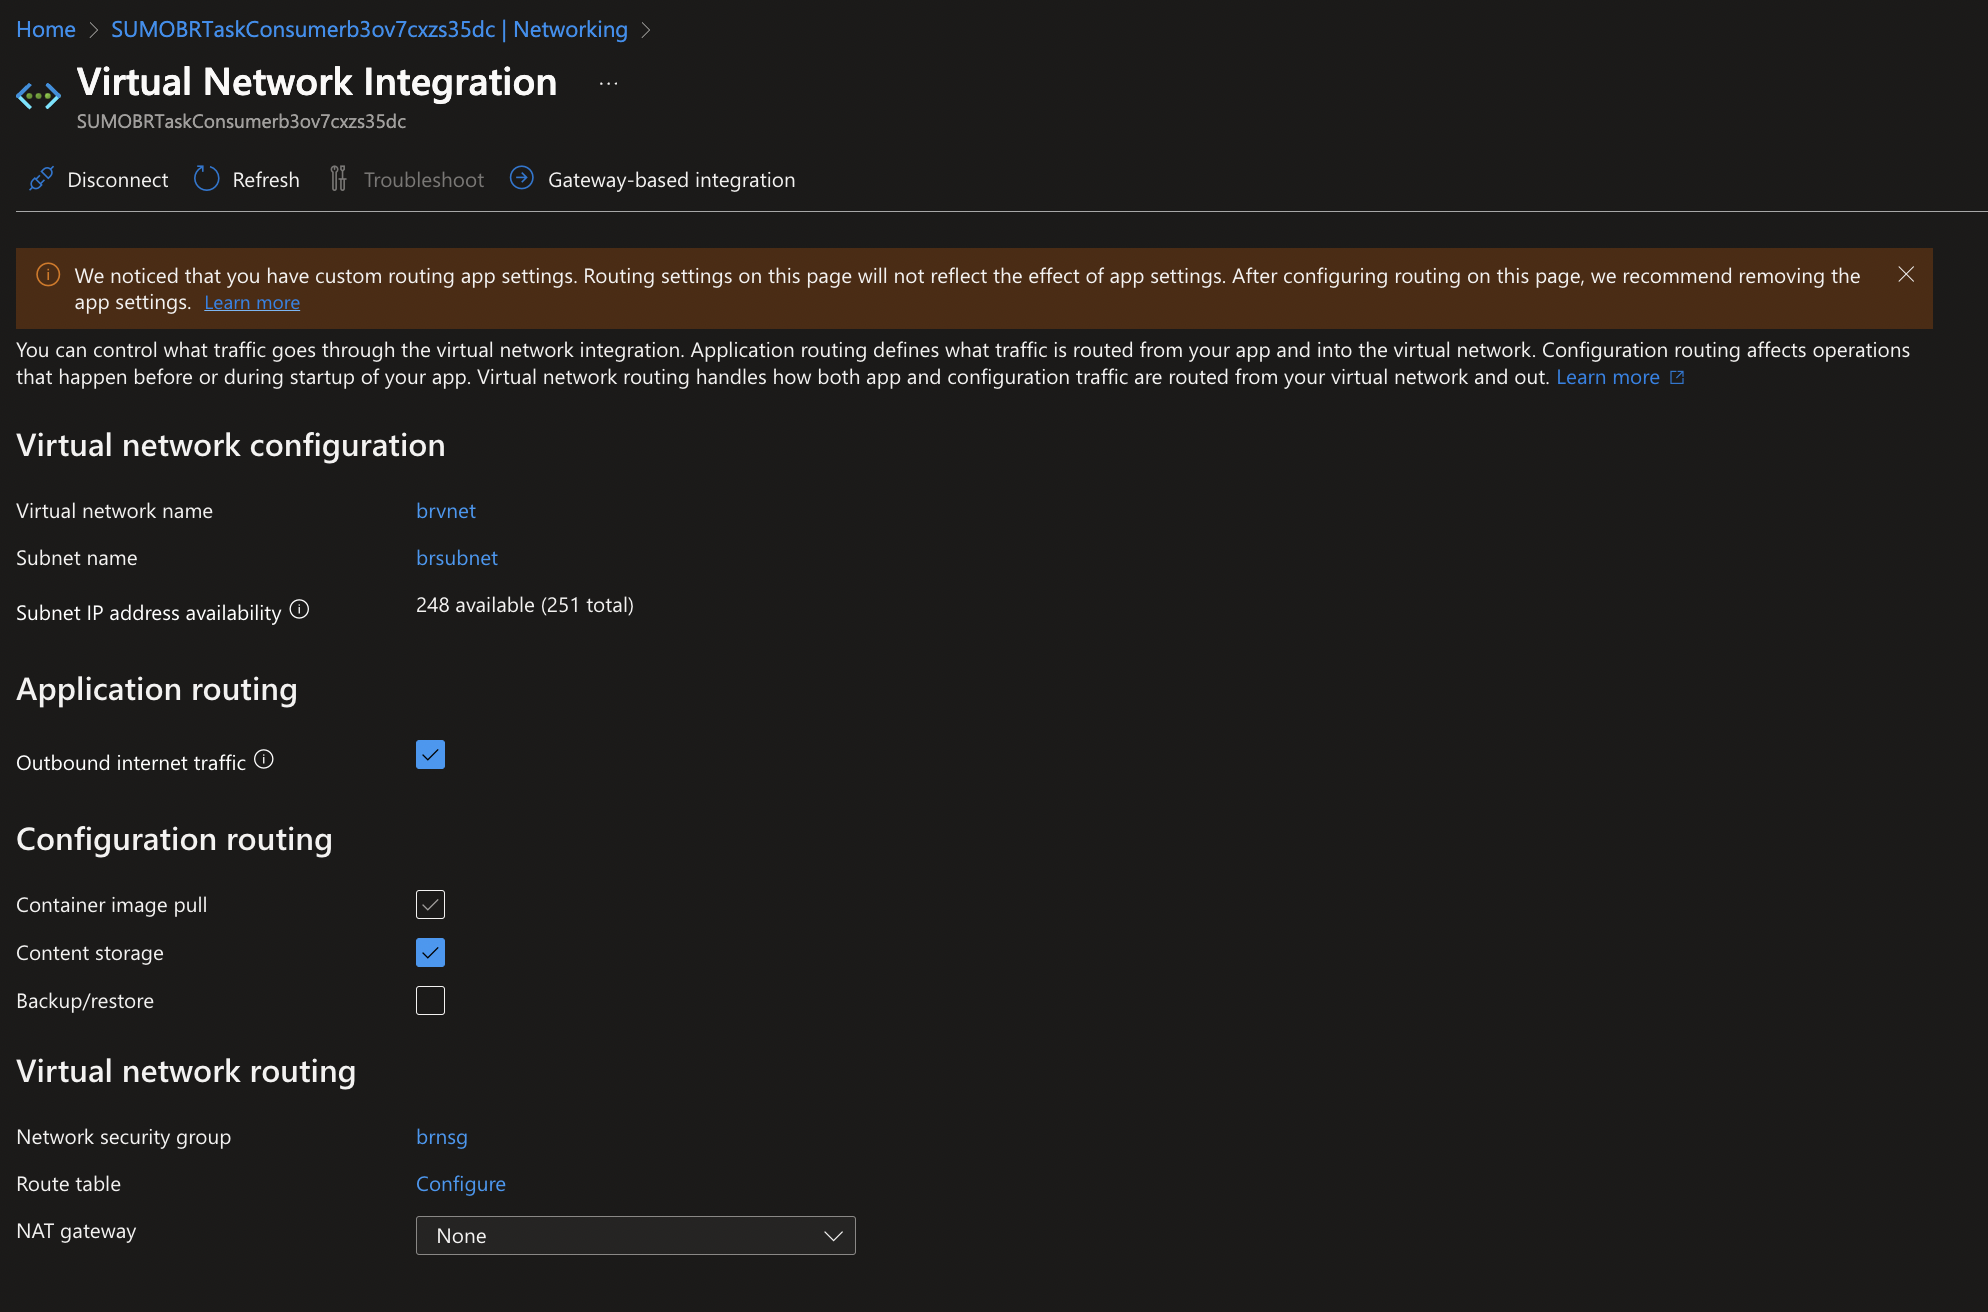 Home > SUMOBRTaskConsumerb3ov7cxzs35dc | Networking >
Virtual Network Integration ...
SUMOBRTaskConsumerb3ov7cxzs35dc
Disconnect Refresh Troubleshoot Gateway-based integration
We noticed that you have custom routing app settings. Routing settings on this page will not reflect the effect of app settings. After configuring routing on this page, we recommend removing the
app settings. Learn more
You can control what traffic goes through the virtual network integration. Application routing defines what traffic is routed from your app and into the virtual network. Configuration routing affects operations
that happen before or during startup of your app. Virtual network routing handles how both app and configuration traffic are routed from your virtual network and out. Learn more
Virtual network configuration
Virtual network name brvnet
Subnet name brsubnet
Subnet IP address availability 248 available (251 total)
Application routing
Outbound internet traffic
Configuration routing
Container image pull
Content storage
Backup/restore
Virtual network routing
Network security group brnsg
Route table Configure
NAT gateway None